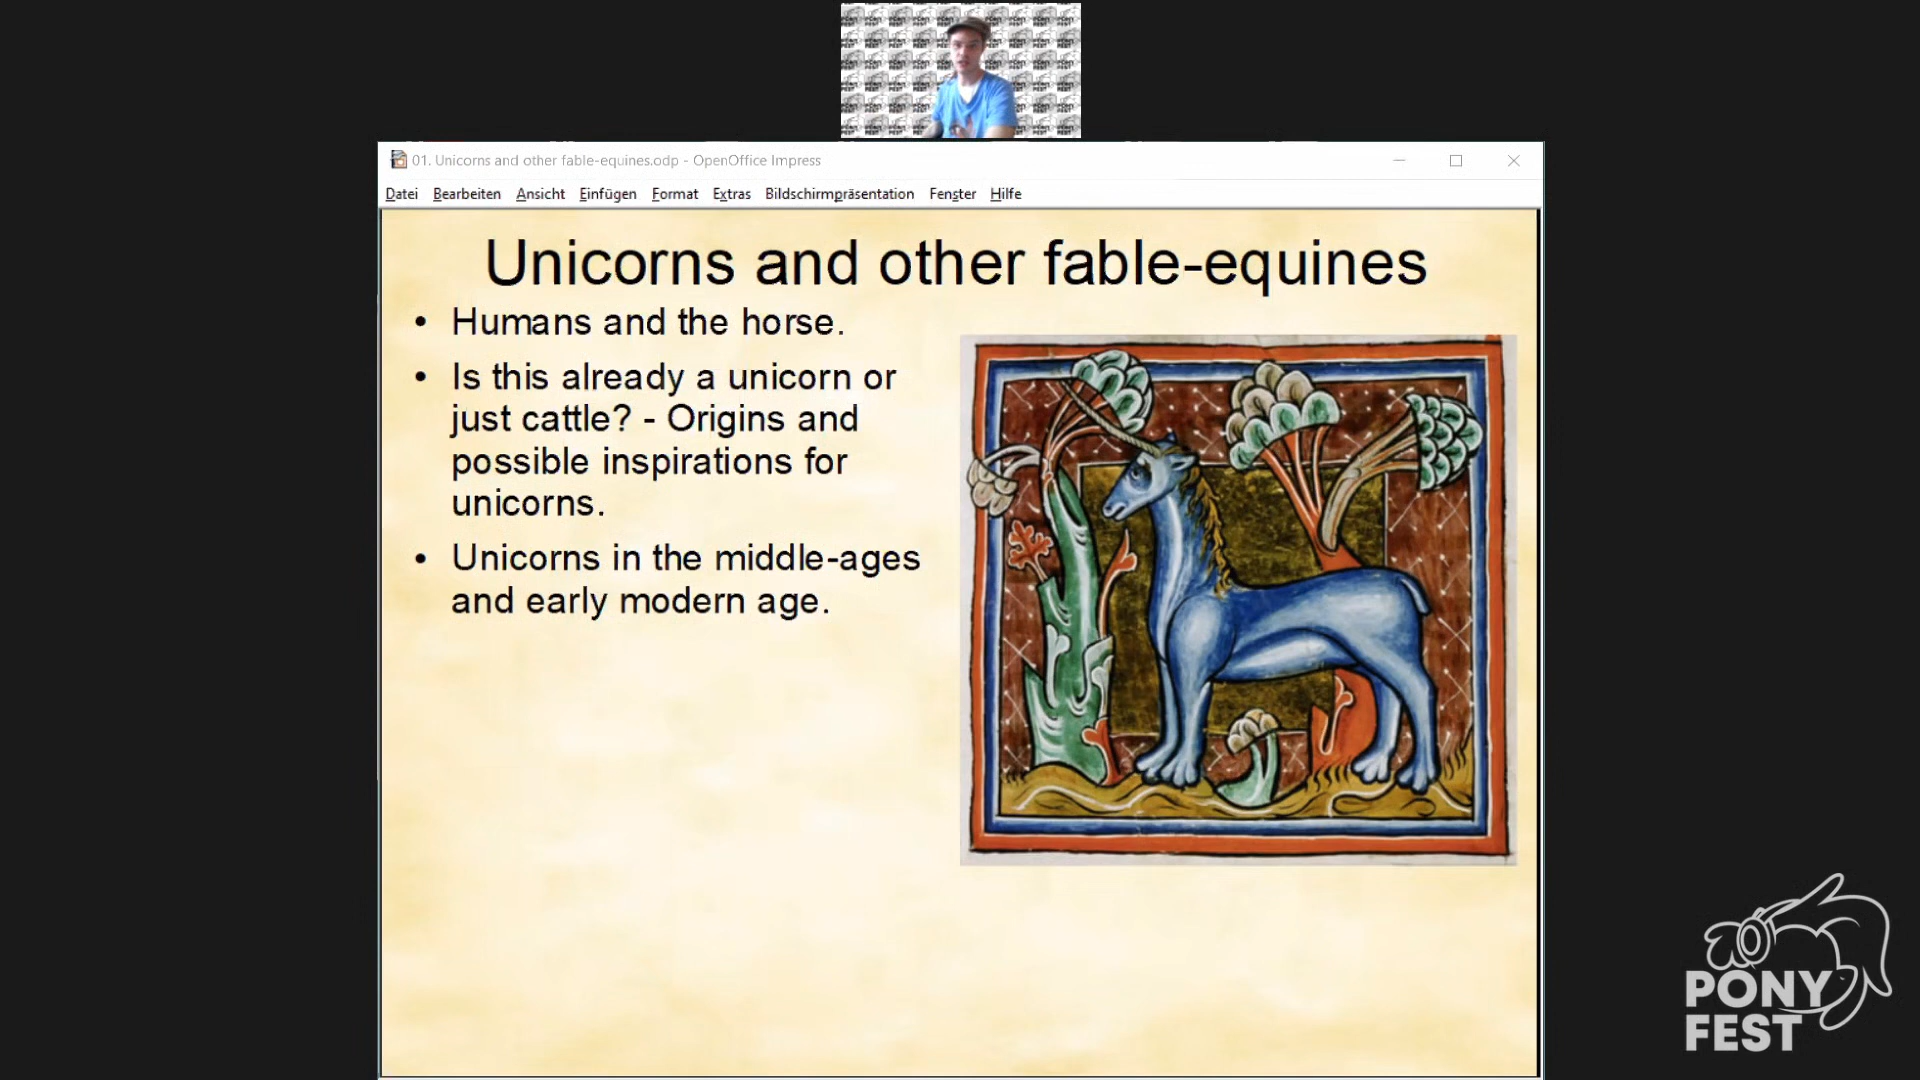 01. Unicorns and other fable-equines.odp - OpenOffice Impress
Datei Bearbeiten Ansicht Einfügen Format Extras Bildschirmpräsentation Fenster Hilfe
Unicorns and other fable-equines
• Humans and the horse.
• Is this already a unicorn or
just cattle? - Origins and
possible inspirations for
unicorns.
• Unicorns in the middle-ages
and early modern age.
PONY
FEST